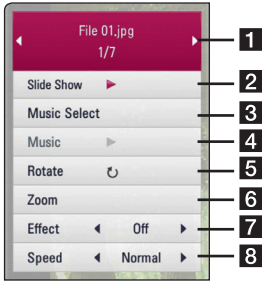 File 01.jpg
1
1/7
Slide Show
2
Music Select
3
Music
4
Rotate
5
Zoom
6
Effect Off
7
Speed Normal
8